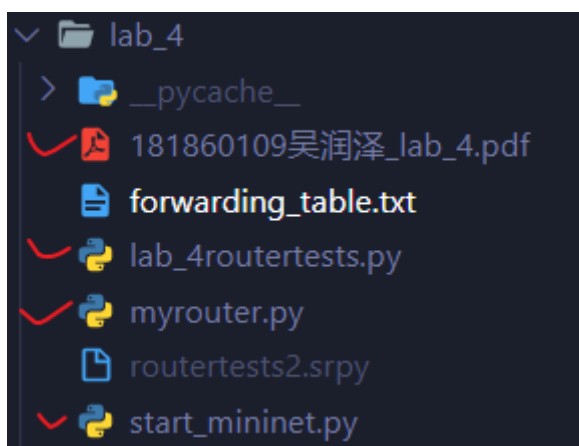 lab_4
__pycache__
181860109吴润泽_lab_4.pdf
forwarding_table.txt
lab_4routertests.py
myrouter.py
routertests2.srpy
start_mininet.py